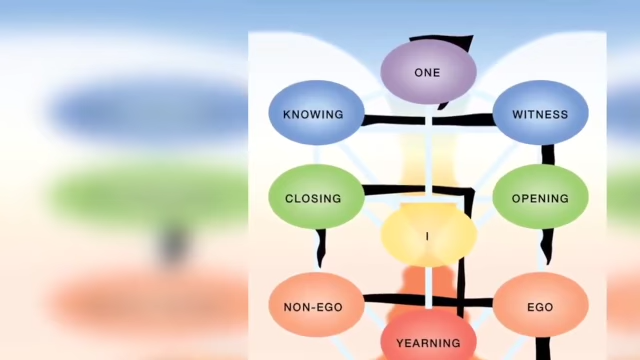 ONE
KNOWING
WITNESS
CLOSING
OPENING
I
NON-EGO
EGO
YEARNING